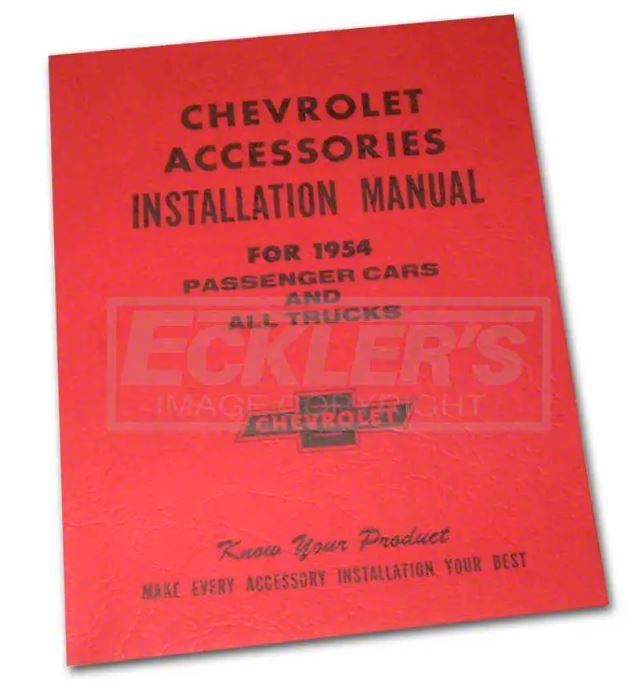 CHEVROLET
ACCESSORIES
INSTALLATION MANUAL
FOR 1954
PASSENGER CARS
AND
ALL TRUCKS
ECKLER'S
IMAGE COPYRIGHT
CHEVROLET
Know Your Product
MAKE EVERY ACCESSORY INSTALLATION YOUR BEST